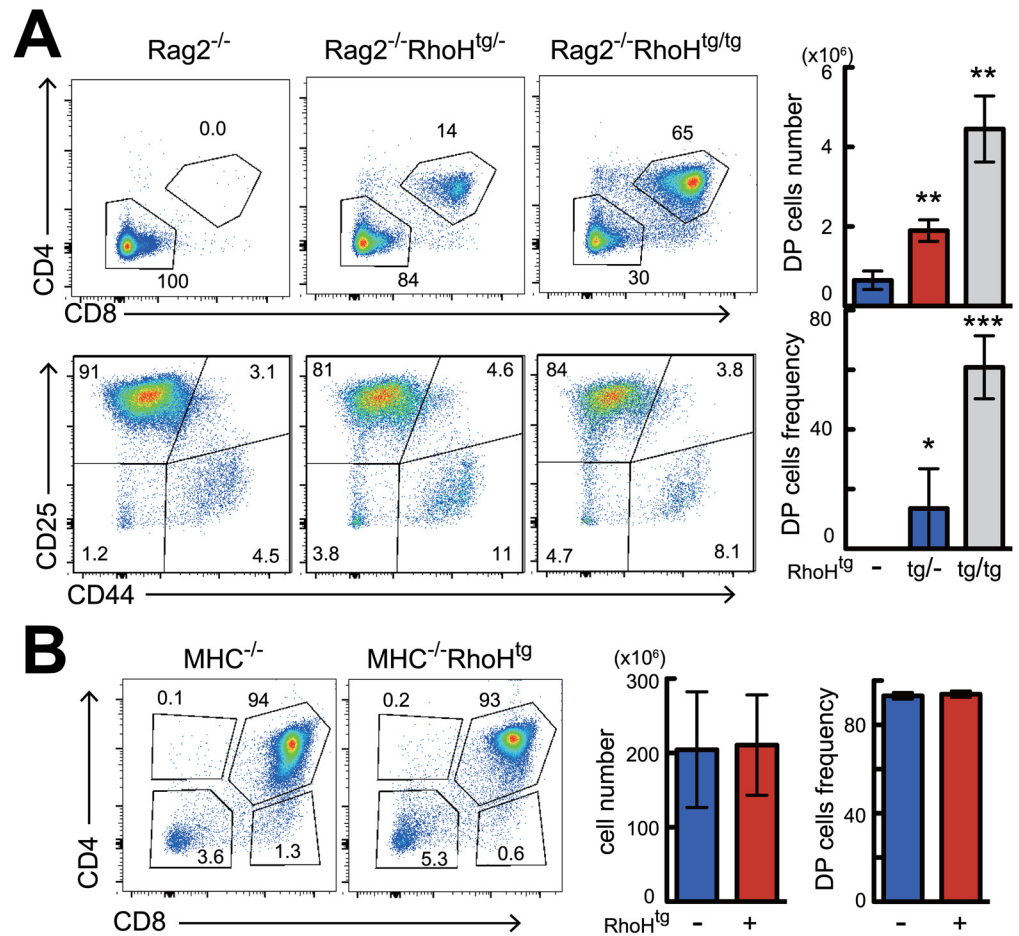 A
Rag2-/-
Rag2-/-RhoHtg/-
Rag2-/-RhoHtg/tg
0.0
14
65
100
84
30
CD4
CD8
91
3.1
81
4.6
84
3.8
1.2
4.5
3.8
11
4.7
8.1
CD25
CD44
(x10⁶)
6
4
2
0
DP cells number
**
**
80
40
0
DP cells frequency
*
***
RhoHtg - tg/- tg/tg
B
MHC-/-
MHC-/-RhoHtg
0.1
94
0.2
93
3.6
1.3
5.3
0.6
CD4
CD8
(x10⁶)
300
200
100
0
cell number
RhoHtg - +
80
40
0
DP cells frequency
- +